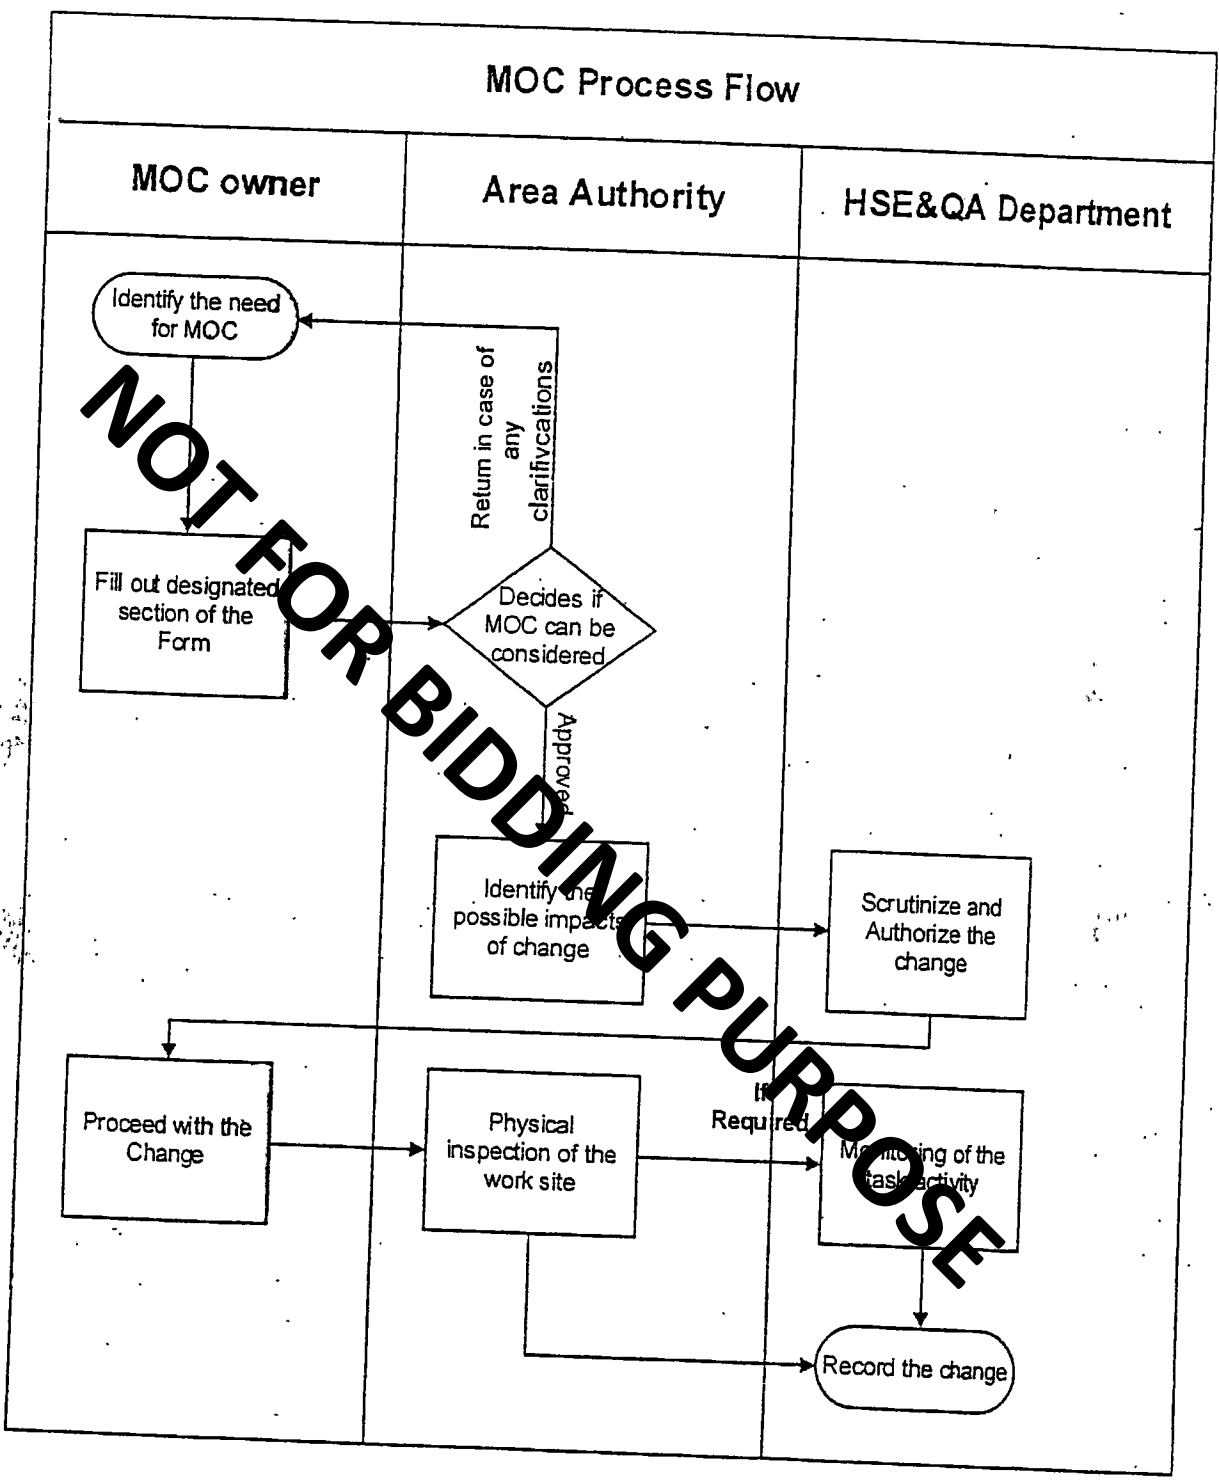 MOC Process Flow
MOC owner
Area Authority
HSE&QA Department
Identify the need
for MOC
Return in case of
any
clarifivcations
Fill out designated
section of the
Form
Decides if
MOC can be
considered
Approved
Identify the
possible impacts
of change
Scrutinize and
Authorize the
change
Proceed with the
Change
Physical
inspection of the
work site
If
Required
Monitoring of the
task activity
Record the change
NOT FOR BIDDING PURPOSE